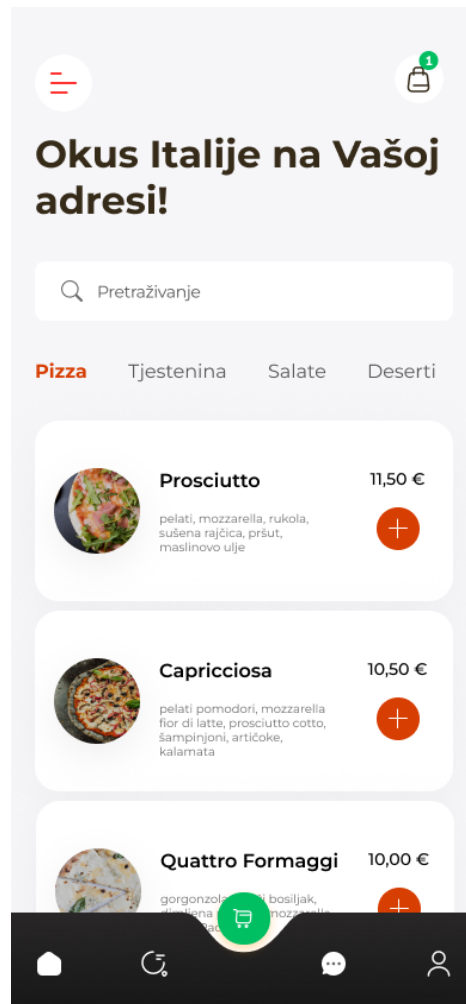 1
Okus Italije na Vašoj
adresi!
Pretraživanje
Pizza Tjestenina Salate Deserti
Prosciutto 11,50 €
pelati, mozzarella, rukola,
sušena rajčica, pršut,
maslinovo ulje
Capricciosa 10,50 €
pelati pomodori, mozzarella
fior di latte, prosciutto cotto,
šampinjoni, artičoke,
kalamata
Quattro Formaggi 10,00 €
bosiljak,